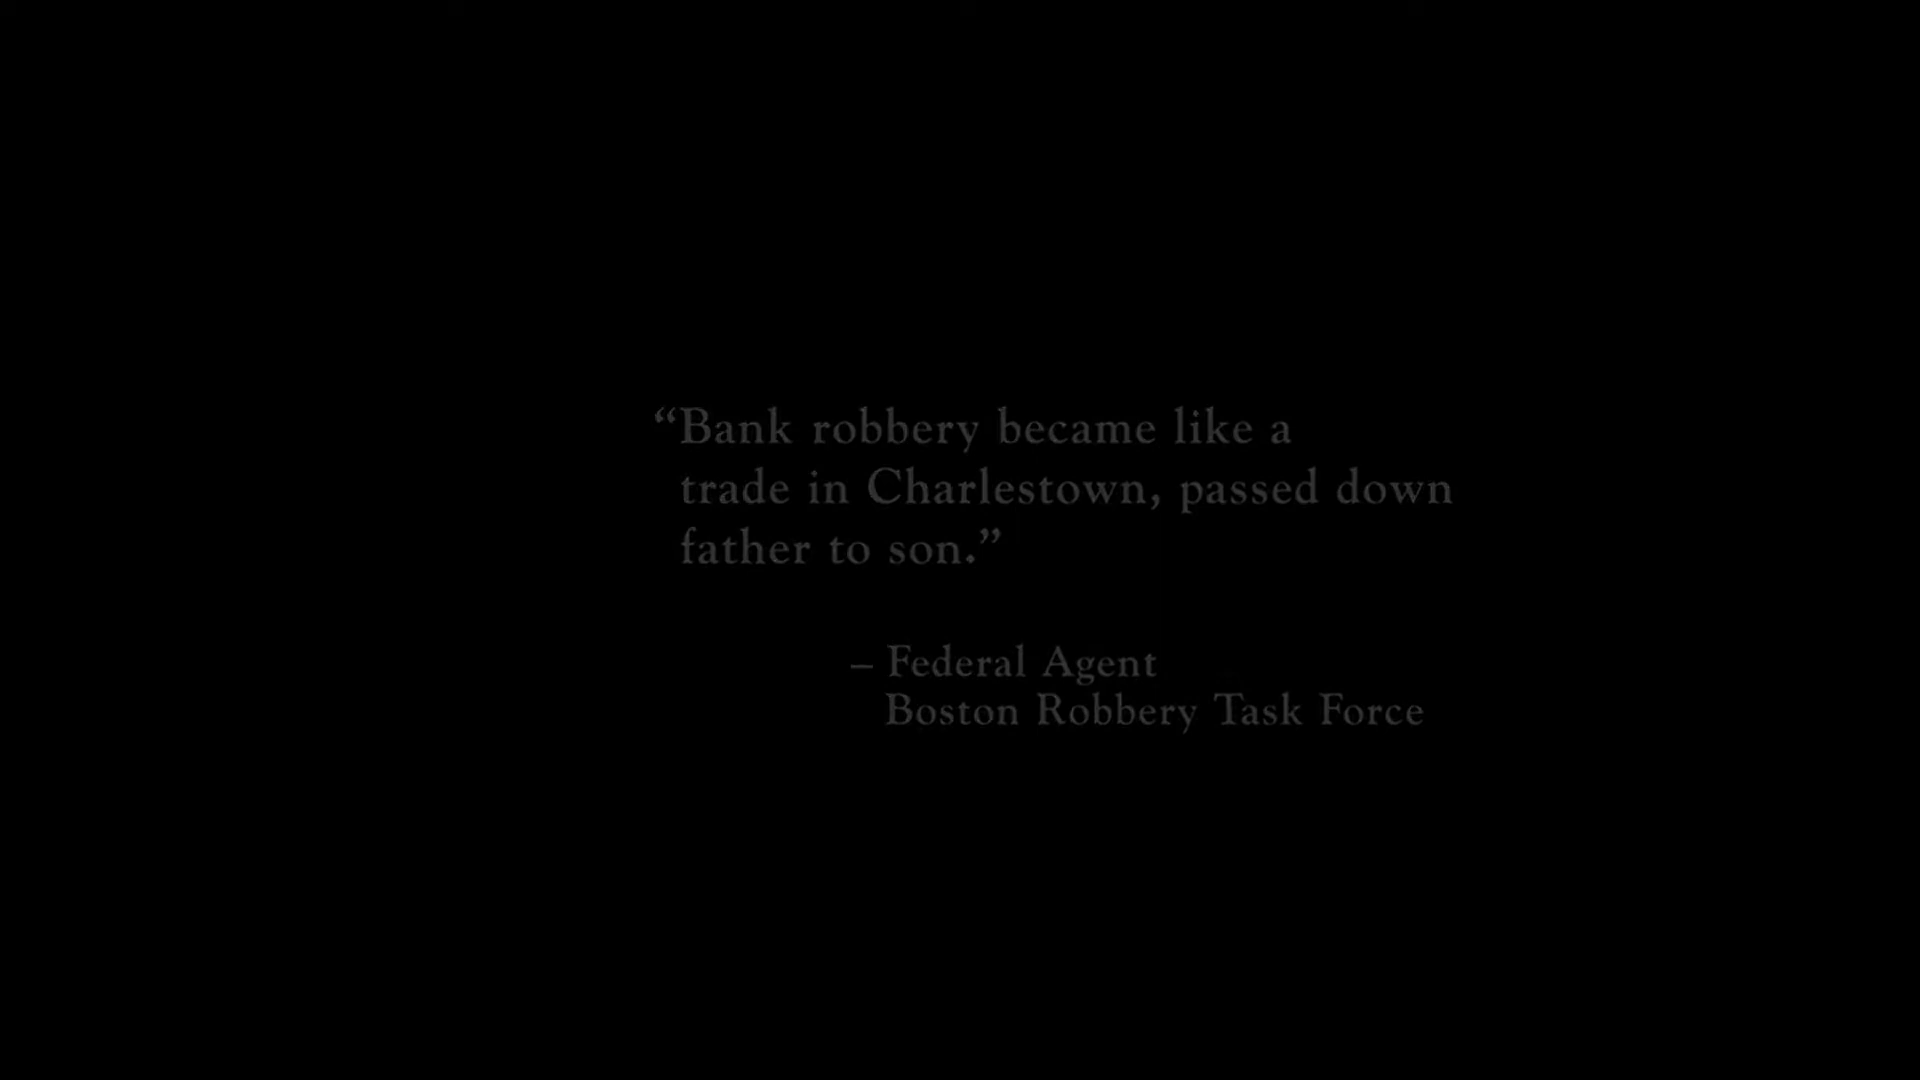 “Bank robbery became like a
trade in Charlestown, passed down
father to son.”
– Federal Agent
Boston Robbery Task Force